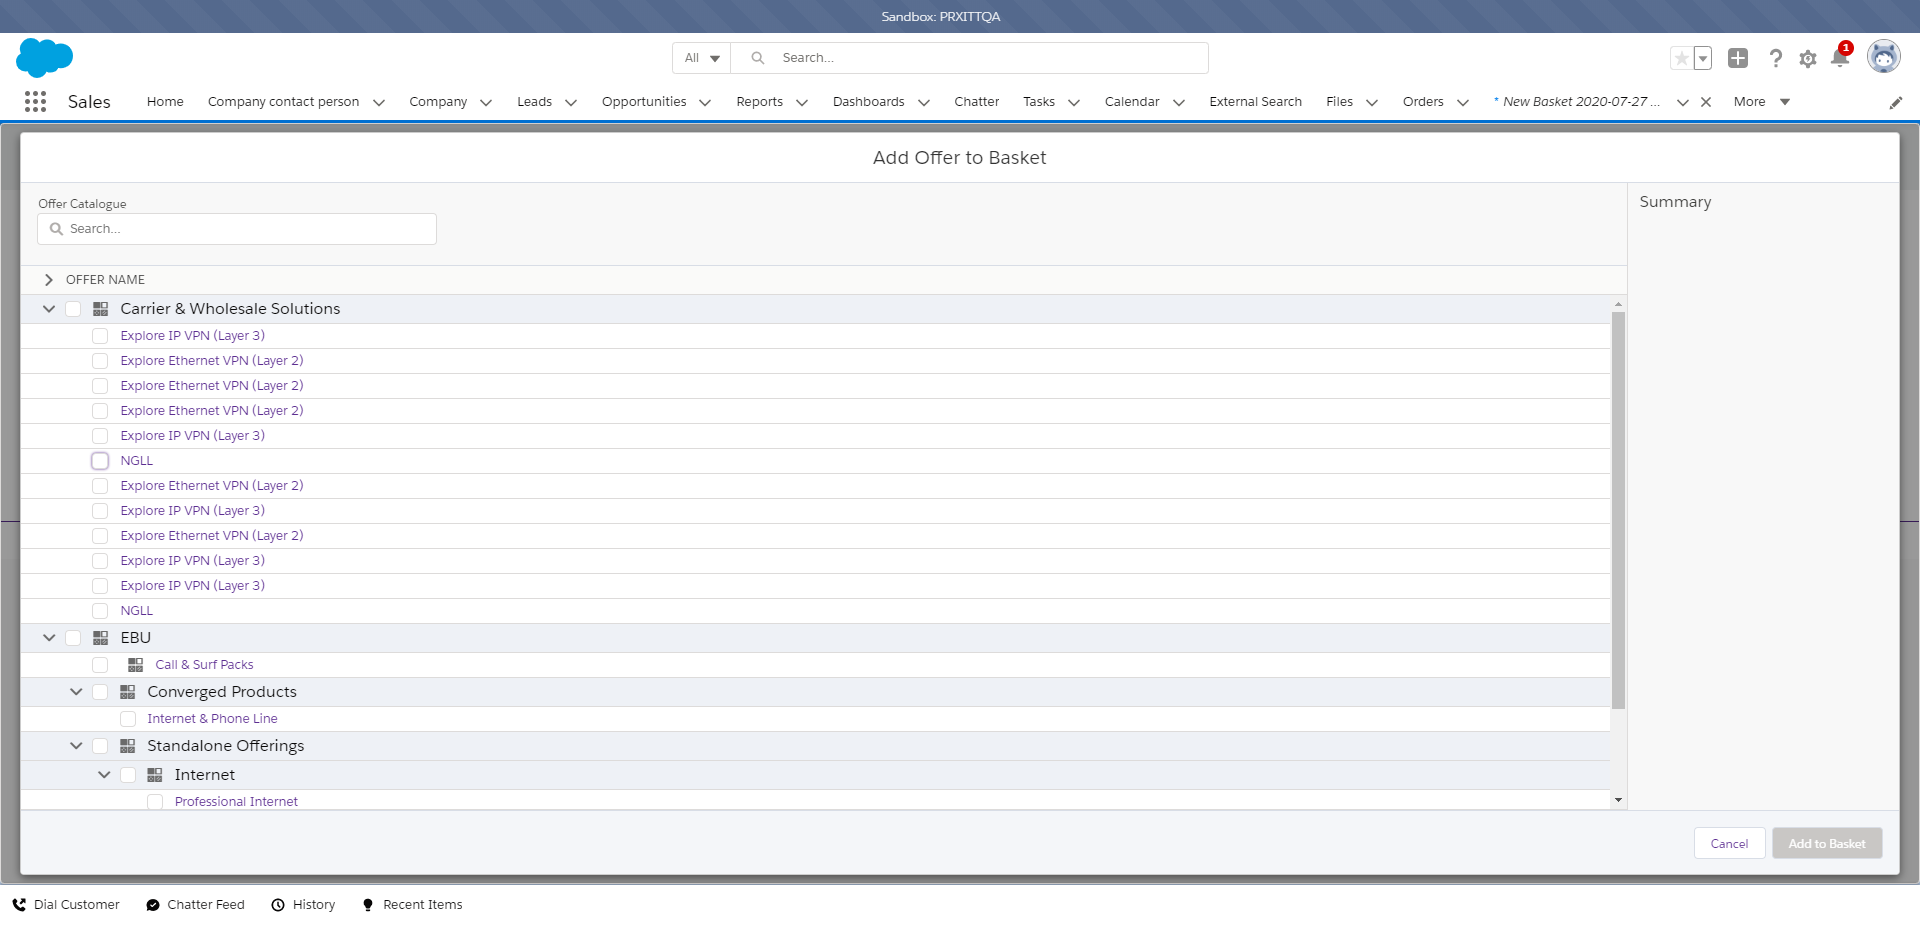 Sandbox: PRXITTQA
All
Search...
1
Sales
Home
Company contact person
Company
Leads
Opportunities
Reports
Dashboards
Chatter
Tasks
Calendar
External Search
Files
Orders
* New Basket 2020-07-27 ...
More
Add Offer to Basket
Offer Catalogue
Search...
Summary
OFFER NAME
Carrier & Wholesale Solutions
Explore IP VPN (Layer 3)
Explore Ethernet VPN (Layer 2)
Explore Ethernet VPN (Layer 2)
Explore Ethernet VPN (Layer 2)
Explore IP VPN (Layer 3)
NGLL
Explore Ethernet VPN (Layer 2)
Explore IP VPN (Layer 3)
Explore Ethernet VPN (Layer 2)
Explore IP VPN (Layer 3)
Explore IP VPN (Layer 3)
NGLL
EBU
Call & Surf Packs
Converged Products
Internet & Phone Line
Standalone Offerings
Internet
Professional Internet
Cancel
Add to Basket
Dial Customer
Chatter Feed
History
Recent Items